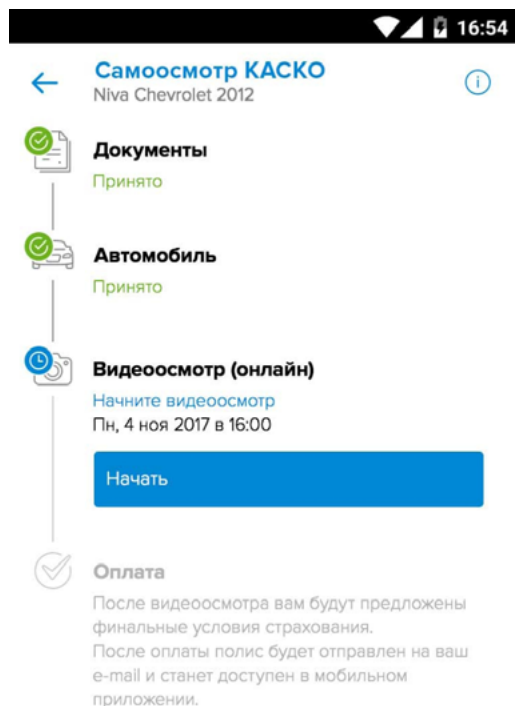 16:54
Самоосмотр КАСКО
Niva Chevrolet 2012
Документы
Принято
Автомобиль
Принято
Видеоосмотр (онлайн)
Начните видеоосмотр
Пн, 4 ноя 2017 в 16:00
Начать
Оплата
После видеоосмотра вам будут предложены
финальные условия страхования.
После оплаты полис будет отправлен на ваш
e-mail и станет доступен в мобильном
приложении.